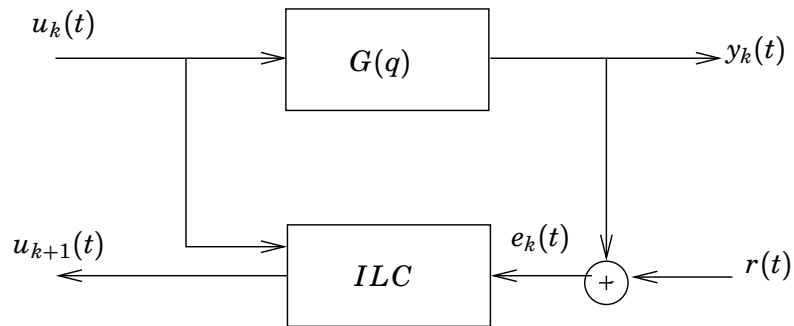 u_k(t)
G(q)
y_k(t)
u_{k+1}(t)
ILC
e_k(t)
+
r(t)